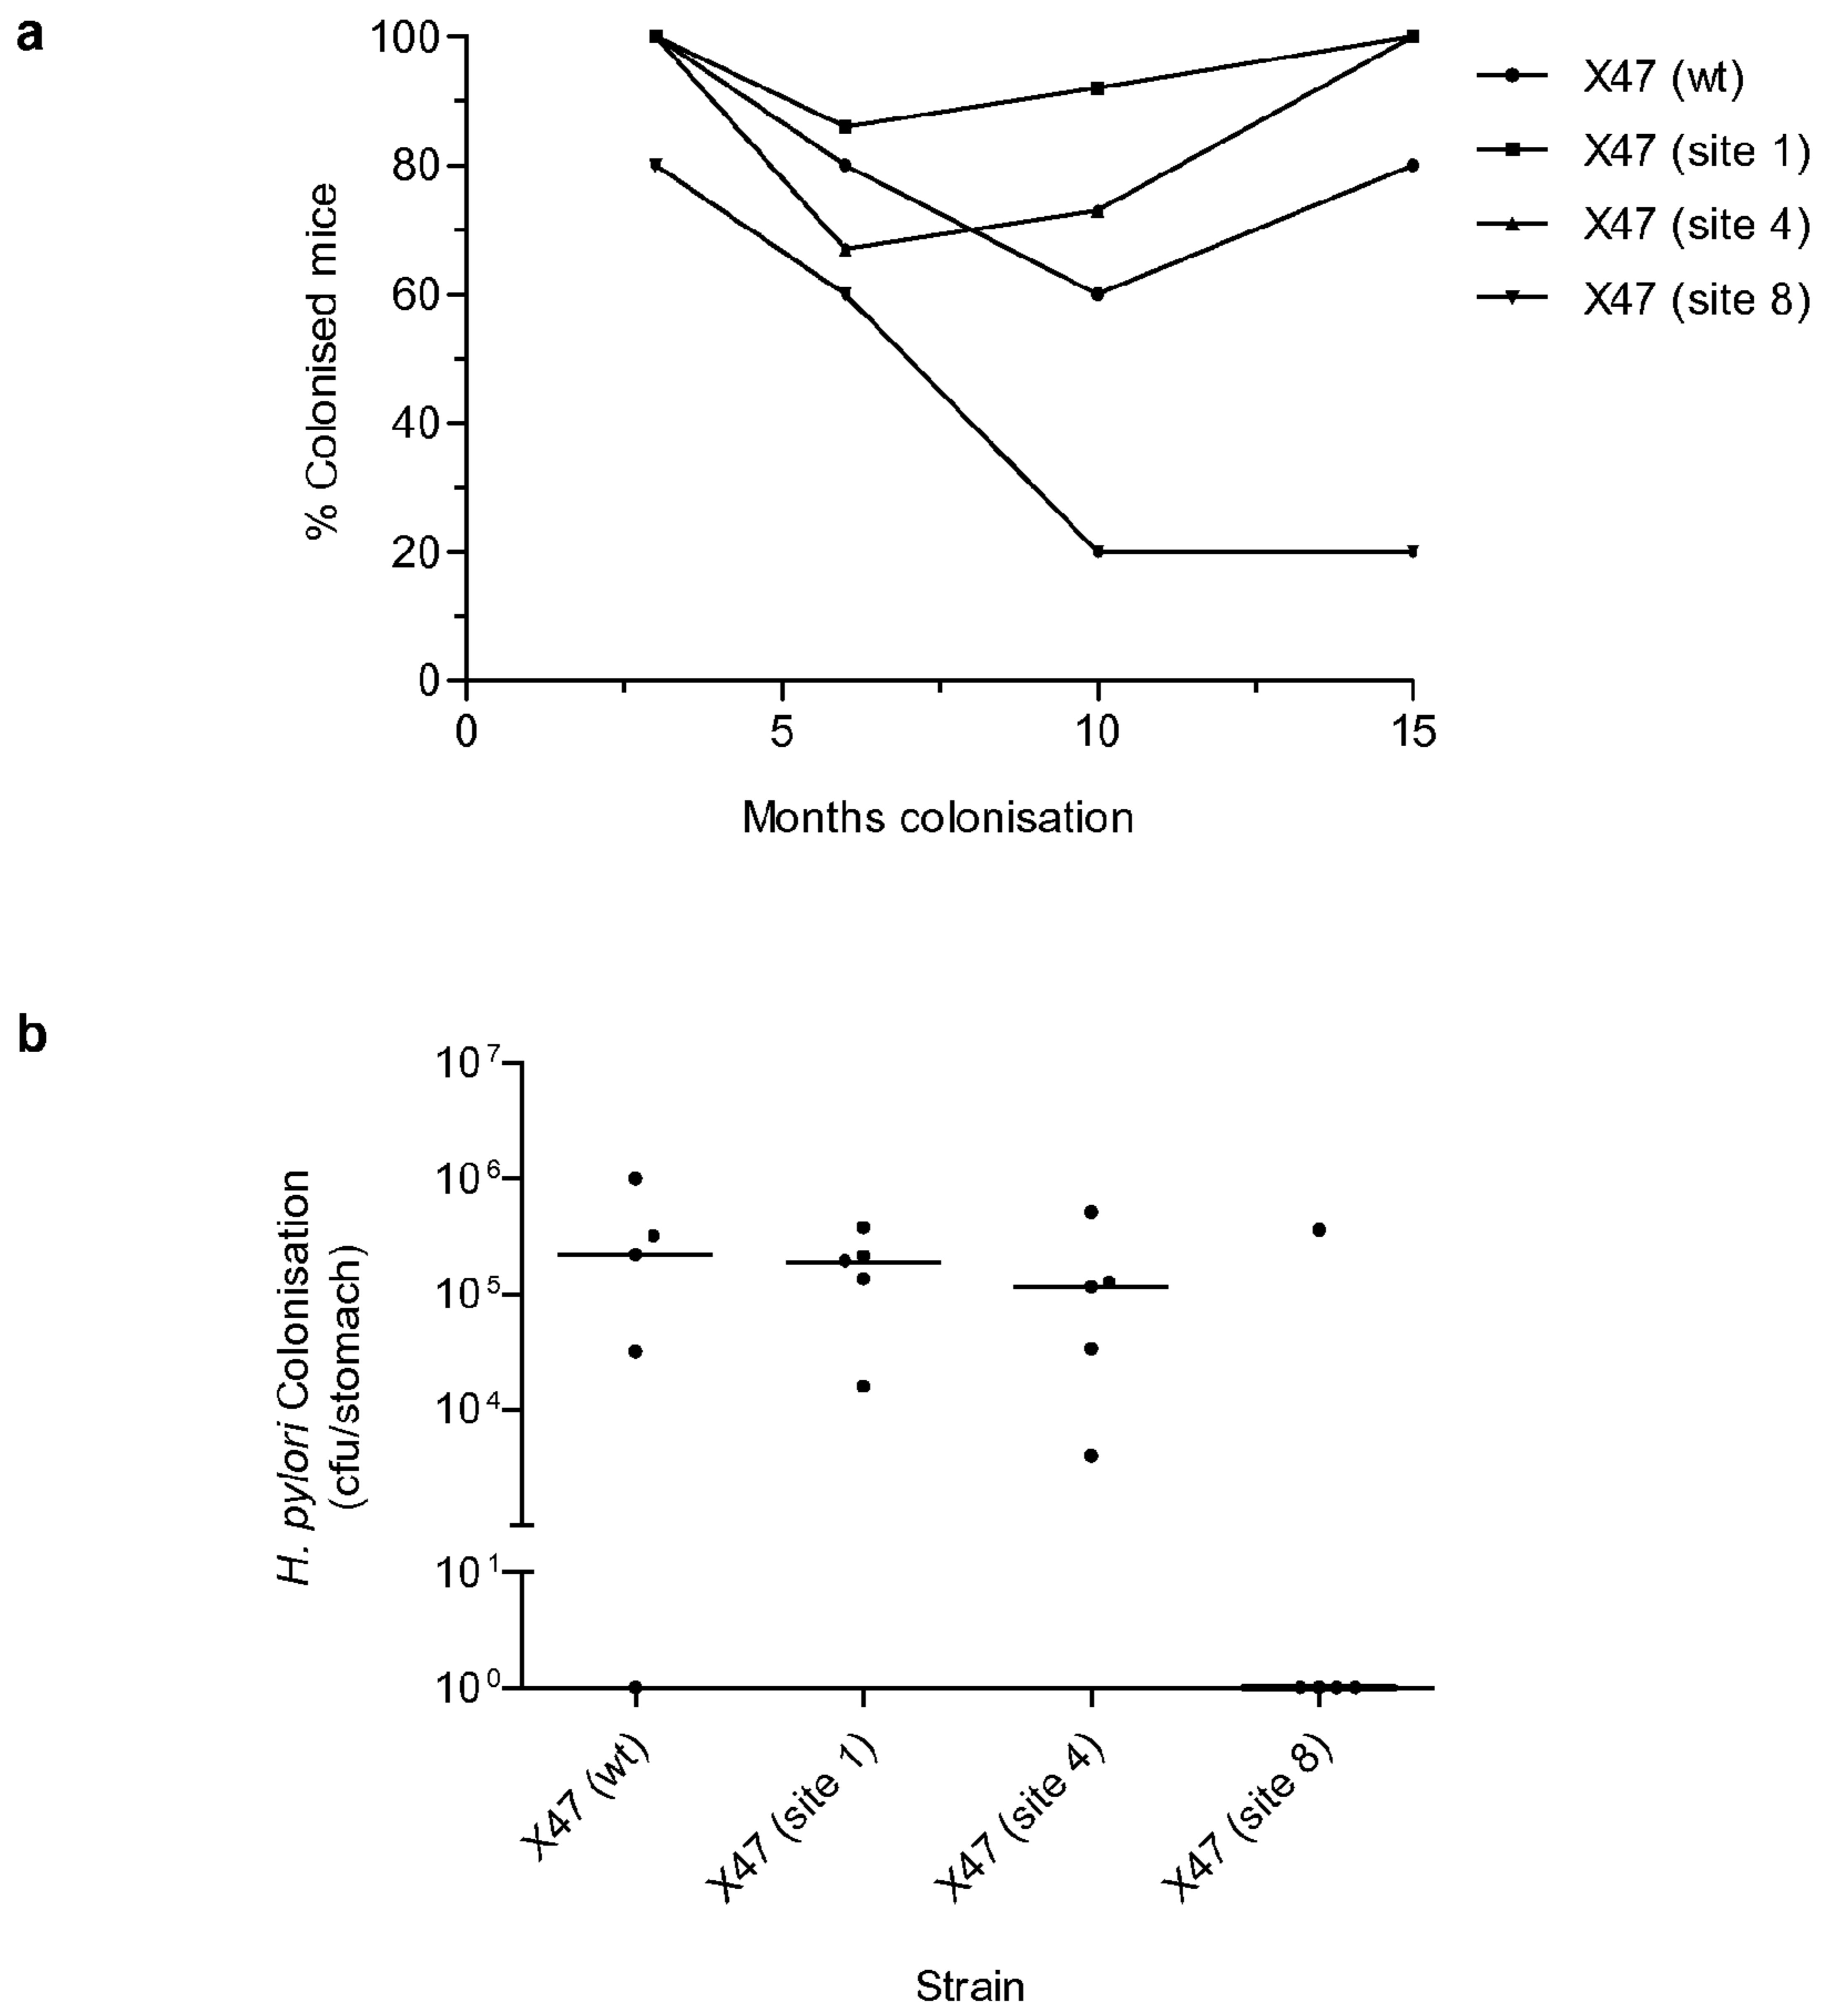 a
100
80
60
40
20
0
% Colonised mice
0 5 10 15
Months colonisation
X47 (wt)
X47 (site 1)
X47 (site 4)
X47 (site 8)
b
10⁷
10⁶
10⁵
10⁴
10¹
10⁰
H. pylori Colonisation
(cfu/stomach)
X47 (wt)
X47 (site 1)
X47 (site 4)
X47 (site 8)
Strain